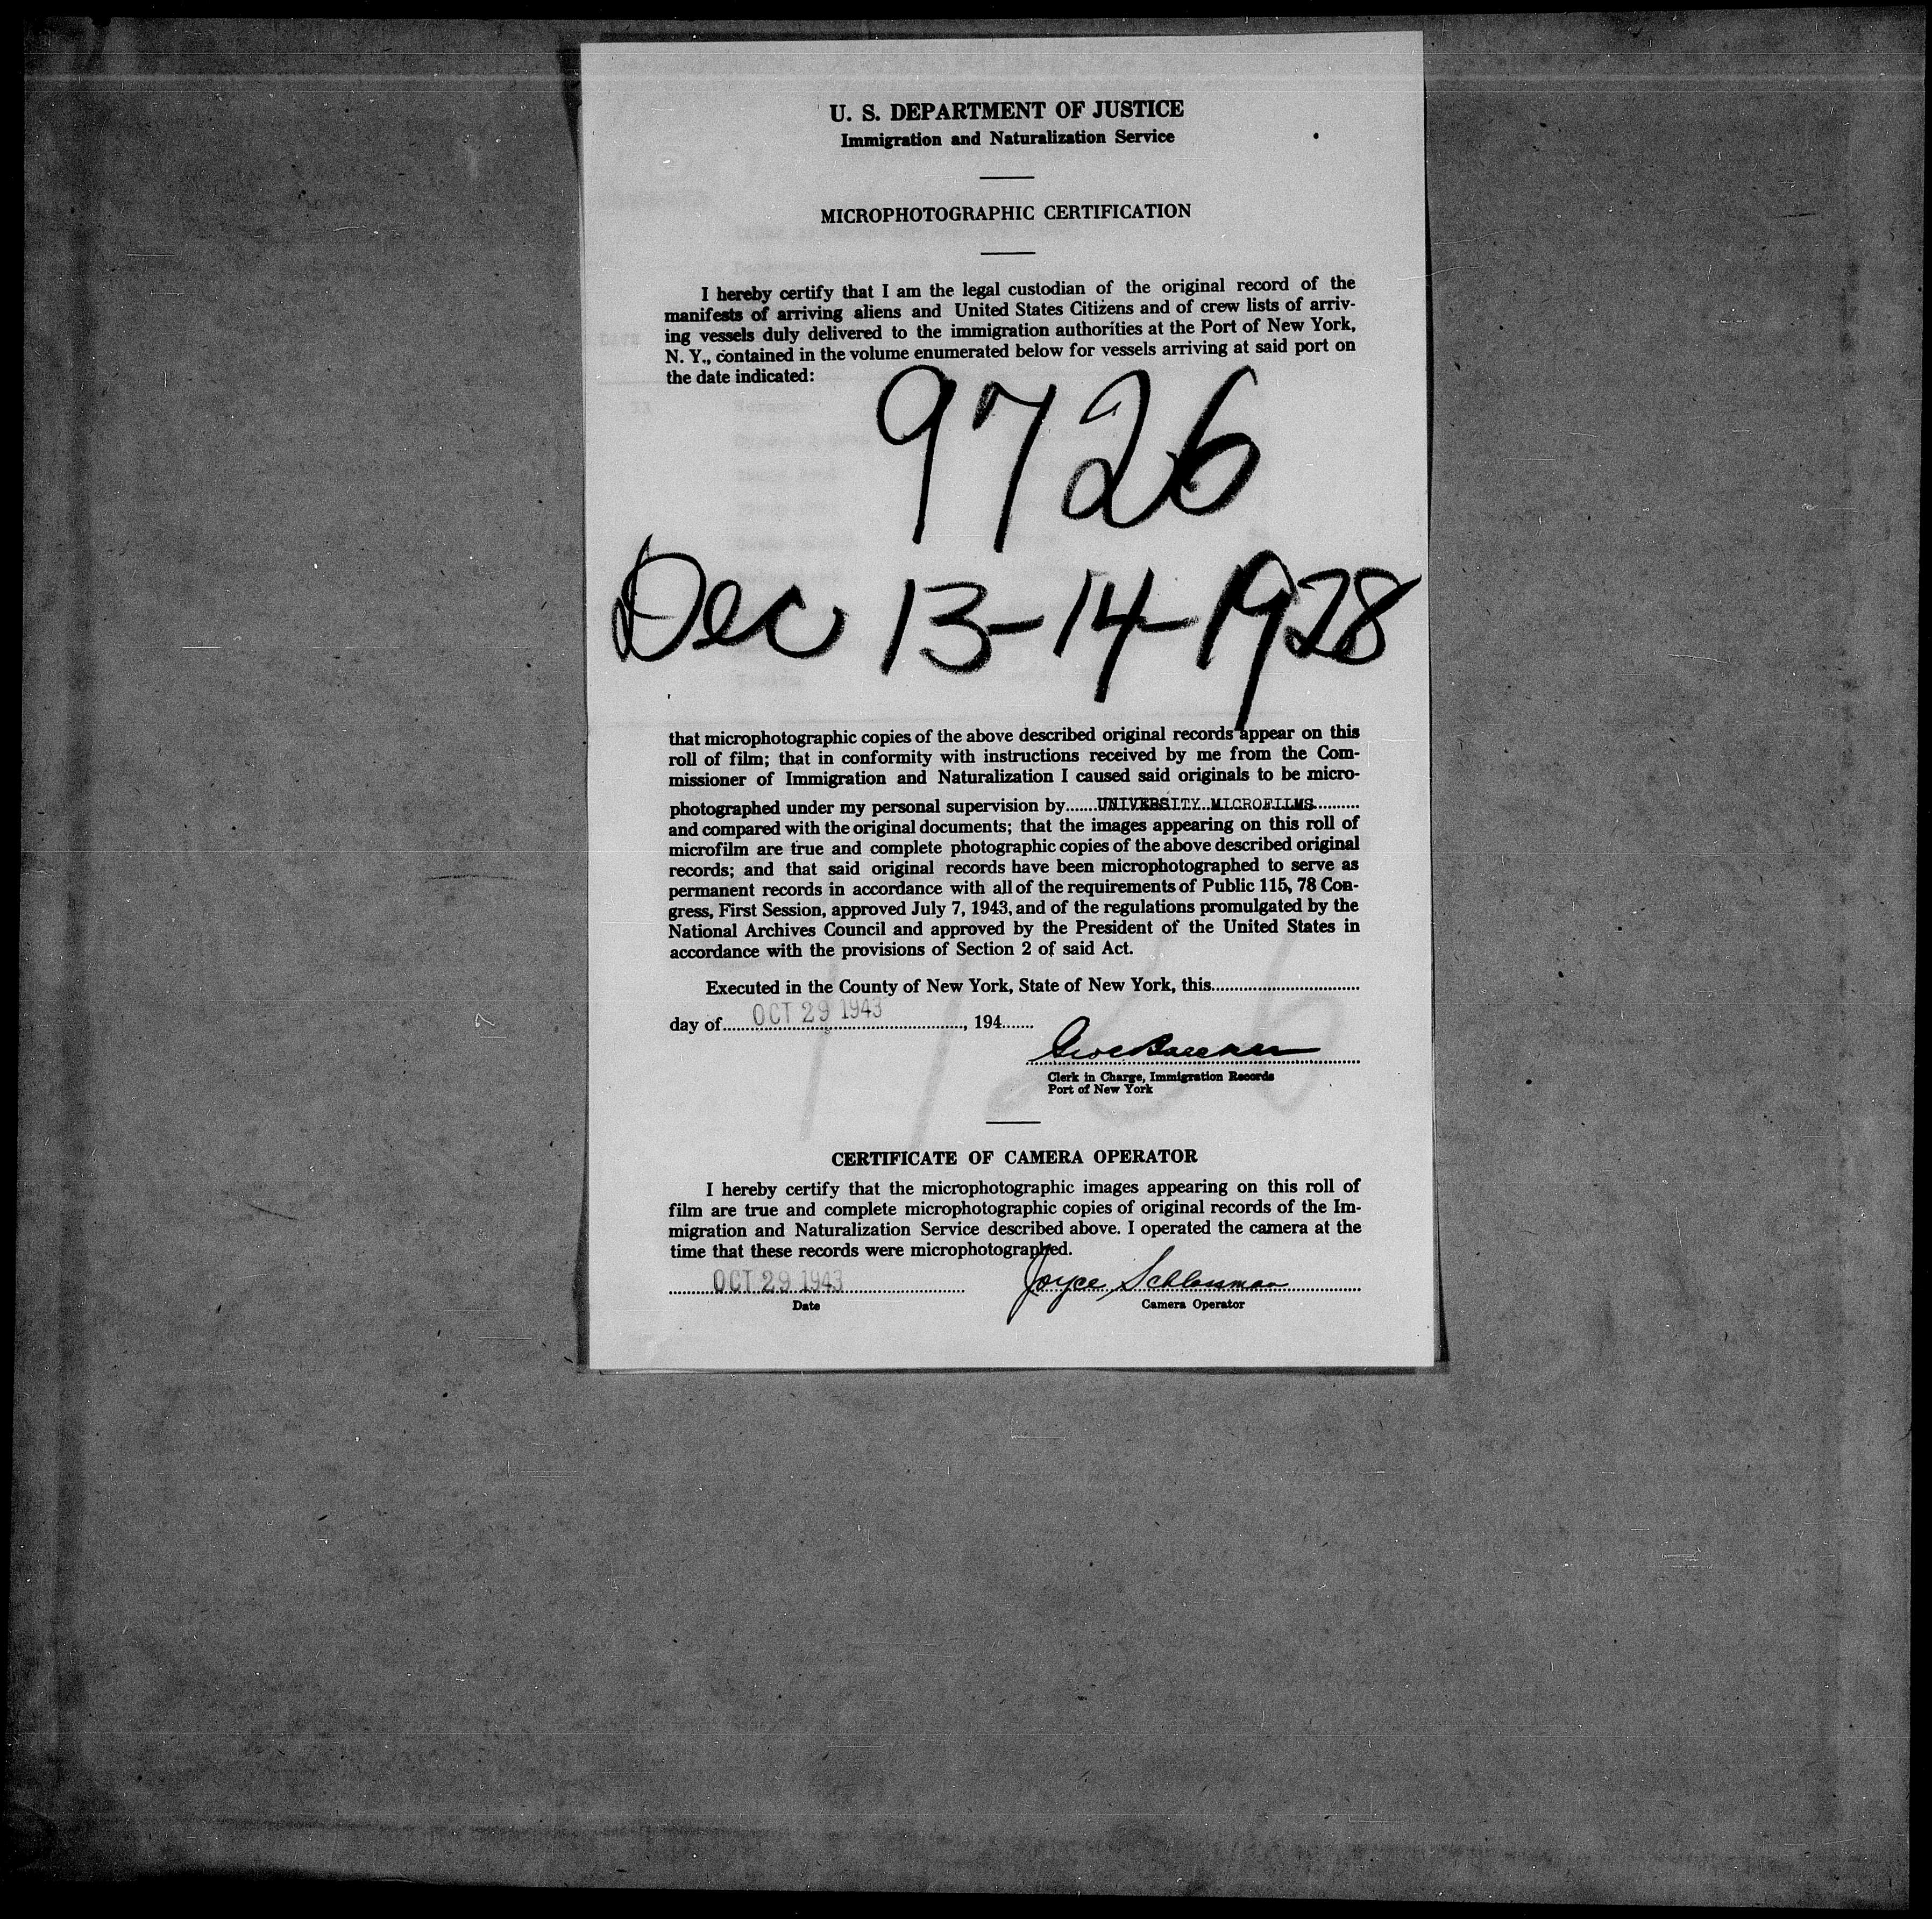 U. S. DEPARTMENT OF JUSTICE
Immigration and Naturalization Service
MICROPHOTOGRAPHIC CERTIFICATION
I hereby certify that I am the legal custodian of the original record of the
manifests of arriving aliens and United States Citizens and of crew lists of arriv-
ing vessels duly delivered to the immigration authorities at the Port of New York,
N. Y., contained in the volume enumerated below for vessels arriving at said port on
the date indicated:
9726
Dec 13-14-1928
that microphotographic copies of the above described original records appear on this
roll of film; that in conformity with instructions received by me from the Com-
missioner of Immigration and Naturalization I caused said originals to be micro-
photographed under my personal supervision by......UNIVERSITY MICROFILMS..........
and compared with the original documents; that the images appearing on this roll of
microfilm are true and complete photographic copies of the above described original
records; and that said original records have been microphotographed to serve as
permanent records in accordance with all of the requirements of Public 115, 78 Con-
gress, First Session, approved July 7, 1943, and of the regulations promulgated by the
National Archives Council and approved by the President of the United States in
accordance with the provisions of Section 2 of said Act.
Executed in the County of New York, State of New York, this..............................
day of...... OCT 29 1943 ................, 194.......
Clerk in Charge, Immigration Records
Port of New York
CERTIFICATE OF CAMERA OPERATOR
I hereby certify that the microphotographic images appearing on this roll of
film are true and complete microphotographic copies of original records of the Im-
migration and Naturalization Service described above. I operated the camera at the
time that these records were microphotographed.
OCT 29 1943 Joyce Schlossman
Date Camera Operator